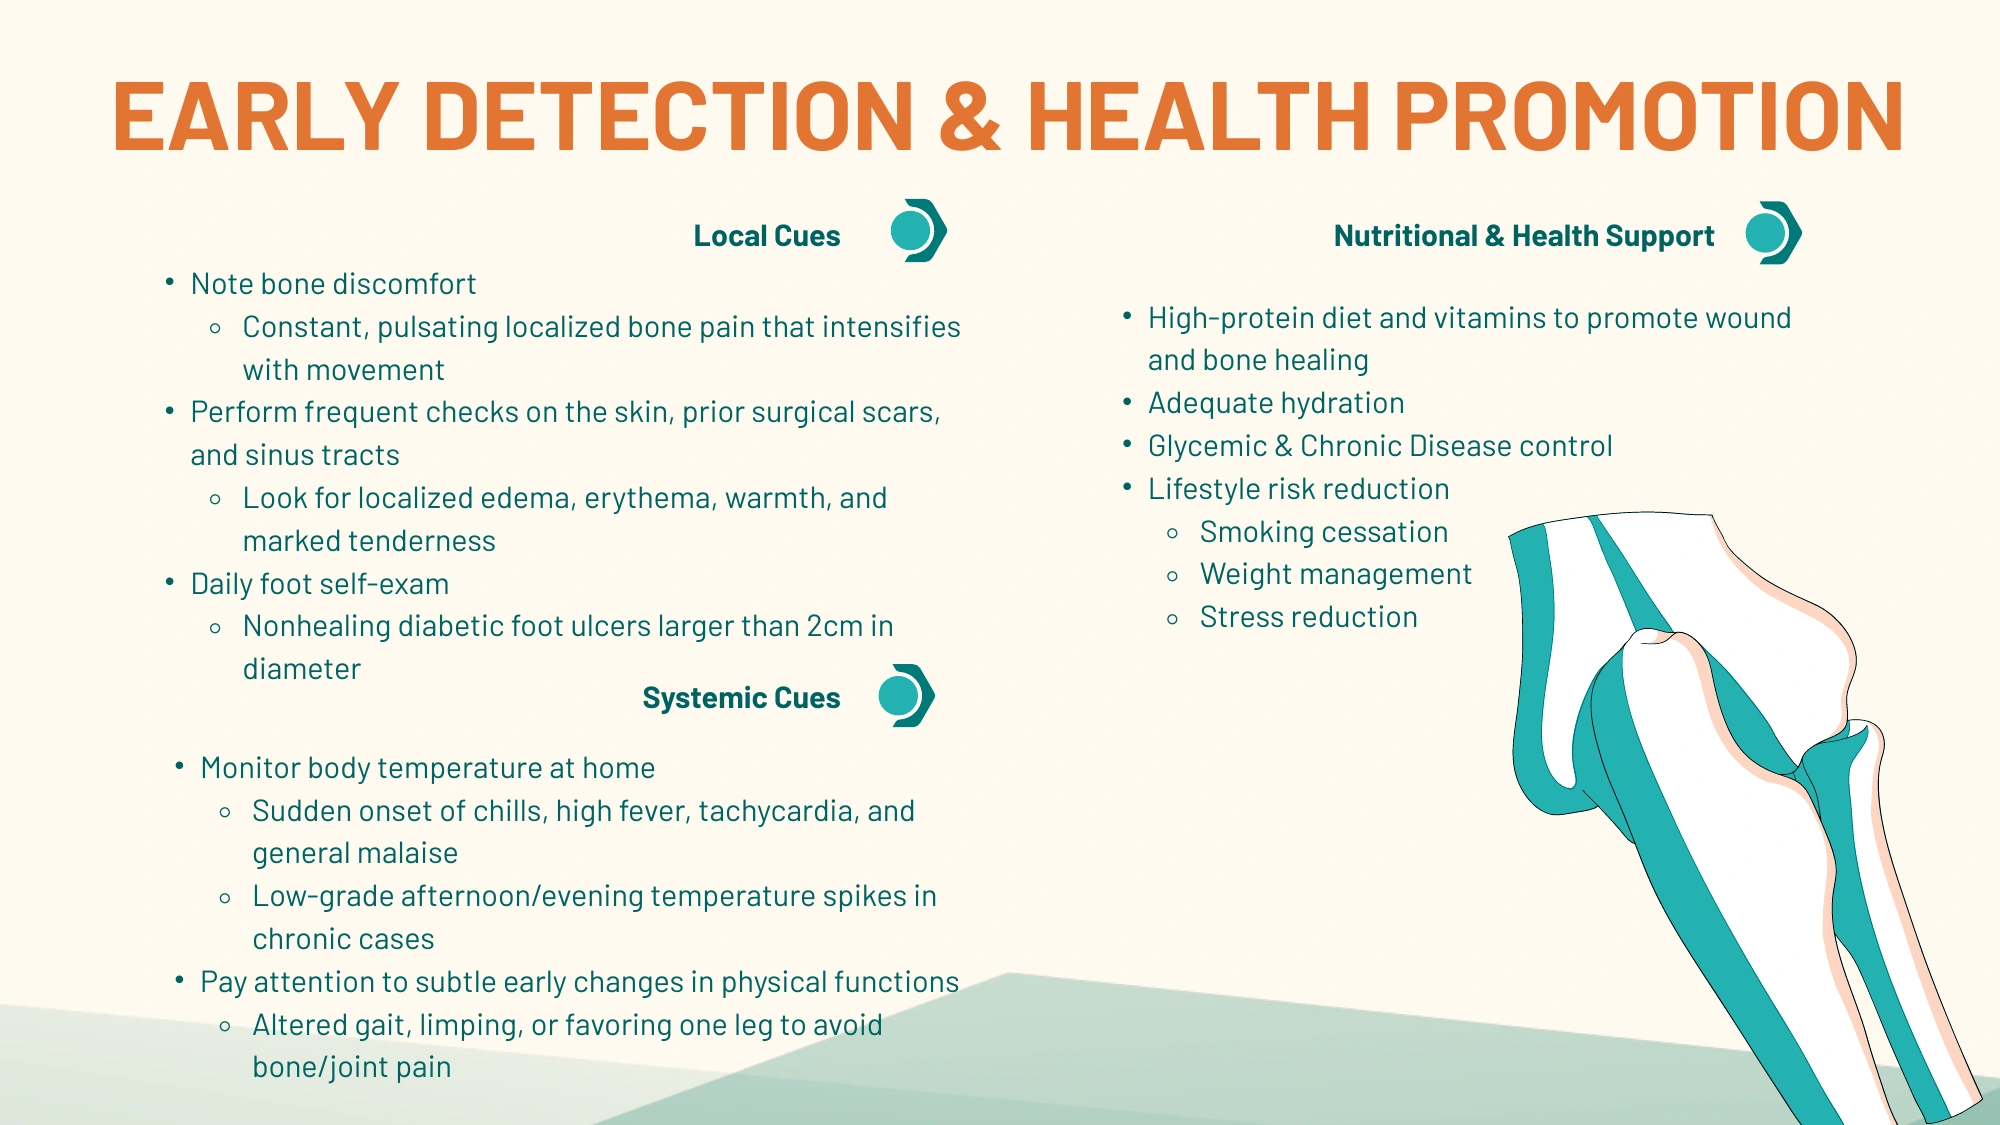 EARLY DETECTION & HEALTH PROMOTION
Local Cues
• Note bone discomfort
◦ Constant, pulsating localized bone pain that intensifies
with movement
• Perform frequent checks on the skin, prior surgical scars,
and sinus tracts
◦ Look for localized edema, erythema, warmth, and
marked tenderness
• Daily foot self-exam
◦ Nonhealing diabetic foot ulcers larger than 2cm in
diameter
Systemic Cues
• Monitor body temperature at home
◦ Sudden onset of chills, high fever, tachycardia, and
general malaise
◦ Low-grade afternoon/evening temperature spikes in
chronic cases
• Pay attention to subtle early changes in physical functions
◦ Altered gait, limping, or favoring one leg to avoid
bone/joint pain
Nutritional & Health Support
• High-protein diet and vitamins to promote wound
and bone healing
• Adequate hydration
• Glycemic & Chronic Disease control
• Lifestyle risk reduction
◦ Smoking cessation
◦ Weight management
◦ Stress reduction